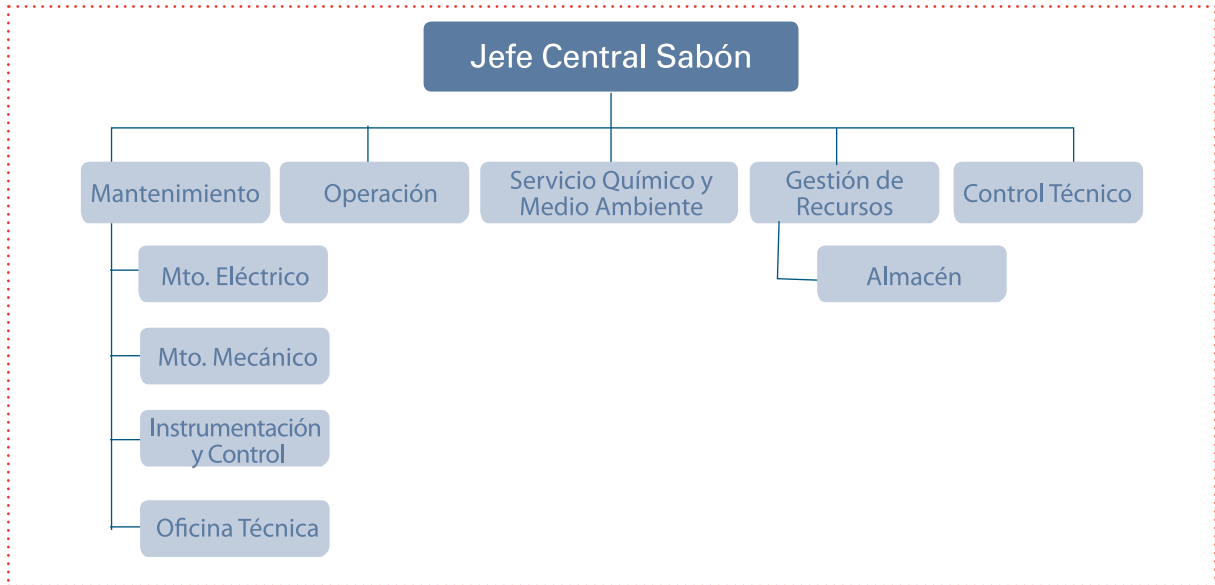 Jefe Central Sabón
Mantenimiento
Operación
Servicio Químico y
Medio Ambiente
Gestión de
Recursos
Control Técnico
Mto. Eléctrico
Almacén
Mto. Mecánico
Instrumentación
y Control
Oficina Técnica